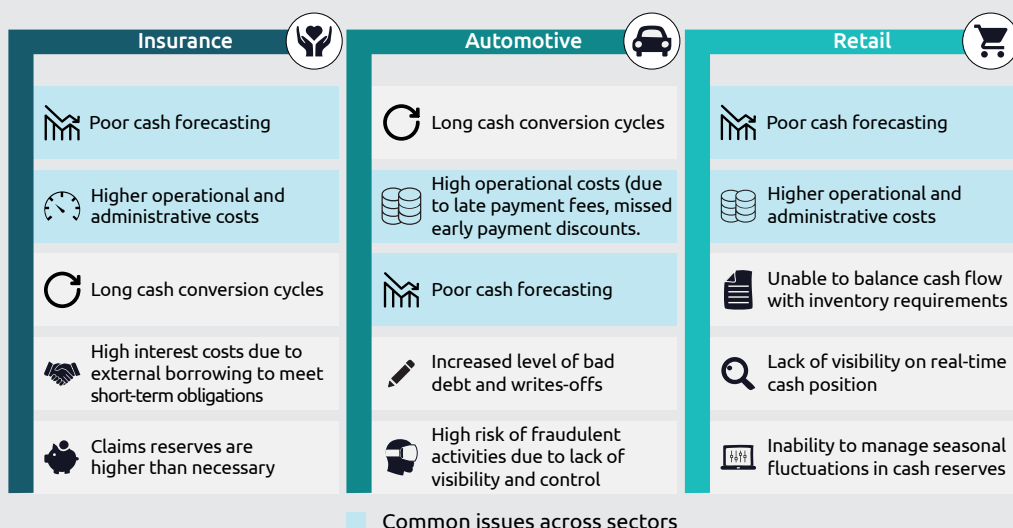 Insurance
Poor cash forecasting
Higher operational and
administrative costs
Long cash conversion cycles
High interest costs due to
external borrowing to meet
short-term obligations
Claims reserves are
higher than necessary
Automotive
Long cash conversion cycles
High operational costs (due
to late payment fees, missed
early payment discounts.
Poor cash forecasting
Increased level of bad
debt and writes-offs
High risk of fraudulent
activities due to lack of
visibility and control
Retail
Poor cash forecasting
Higher operational and
administrative costs
Unable to balance cash flow
with inventory requirements
Lack of visibility on real-time
cash position
Inability to manage seasonal
fluctuations in cash reserves
Common issues across sectors